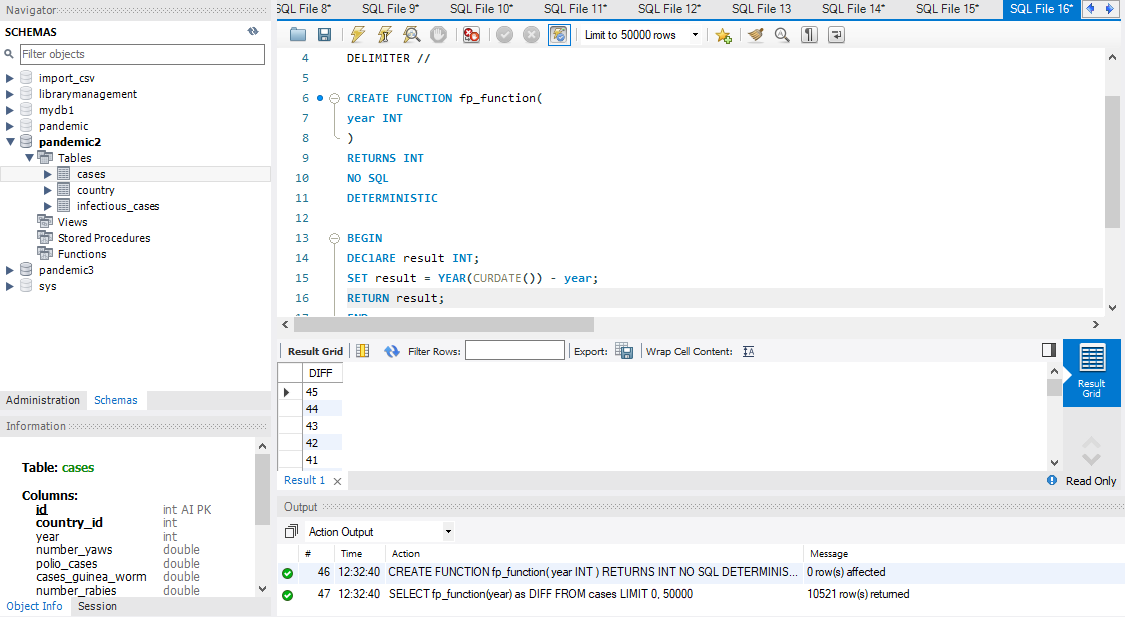 Navigator
SCHEMAS
Filter objects
import_csv
librarymanagement
mydb1
pandemic
pandemic2
Tables
cases
country
infectious_cases
Views
Stored Procedures
Functions
pandemic3
sys
Administration Schemas
Information
Table: cases
Columns:
id int AI PK
country_id int
year int
number_yaws double
polio_cases double
cases_guinea_worm double
number_rabies double
Object Info Session
SQL File 8* SQL File 9* SQL File 10* SQL File 11* SQL File 12* SQL File 13 SQL File 14* SQL File 15* SQL File 16*
Limit to 50000 rows
4 DELIMITER //
5
6 CREATE FUNCTION fp_function(
7 year INT
8 )
9 RETURNS INT
10 NO SQL
11 DETERMINISTIC
12
13 BEGIN
14 DEClARE result INT;
15 SET result = YEAR(CURDATE()) - year;
16 RETURN result;
17 END
Result Grid Filter Rows: Export: Wrap Cell Content:
DIFF
45
44
43
42
41
Result Grid
Result 1
Read Only
Output
Action Output
# Time Action Message
46 12:32:40 CREATE FUNCTION fp_function( year INT ) RETURNS INT NO SQL DETERMINIS... 0 row(s) affected
47 12:32:40 SELECT fp_function(year) as DIFF FROM cases LIMIT 0, 50000 10521 row(s) returned